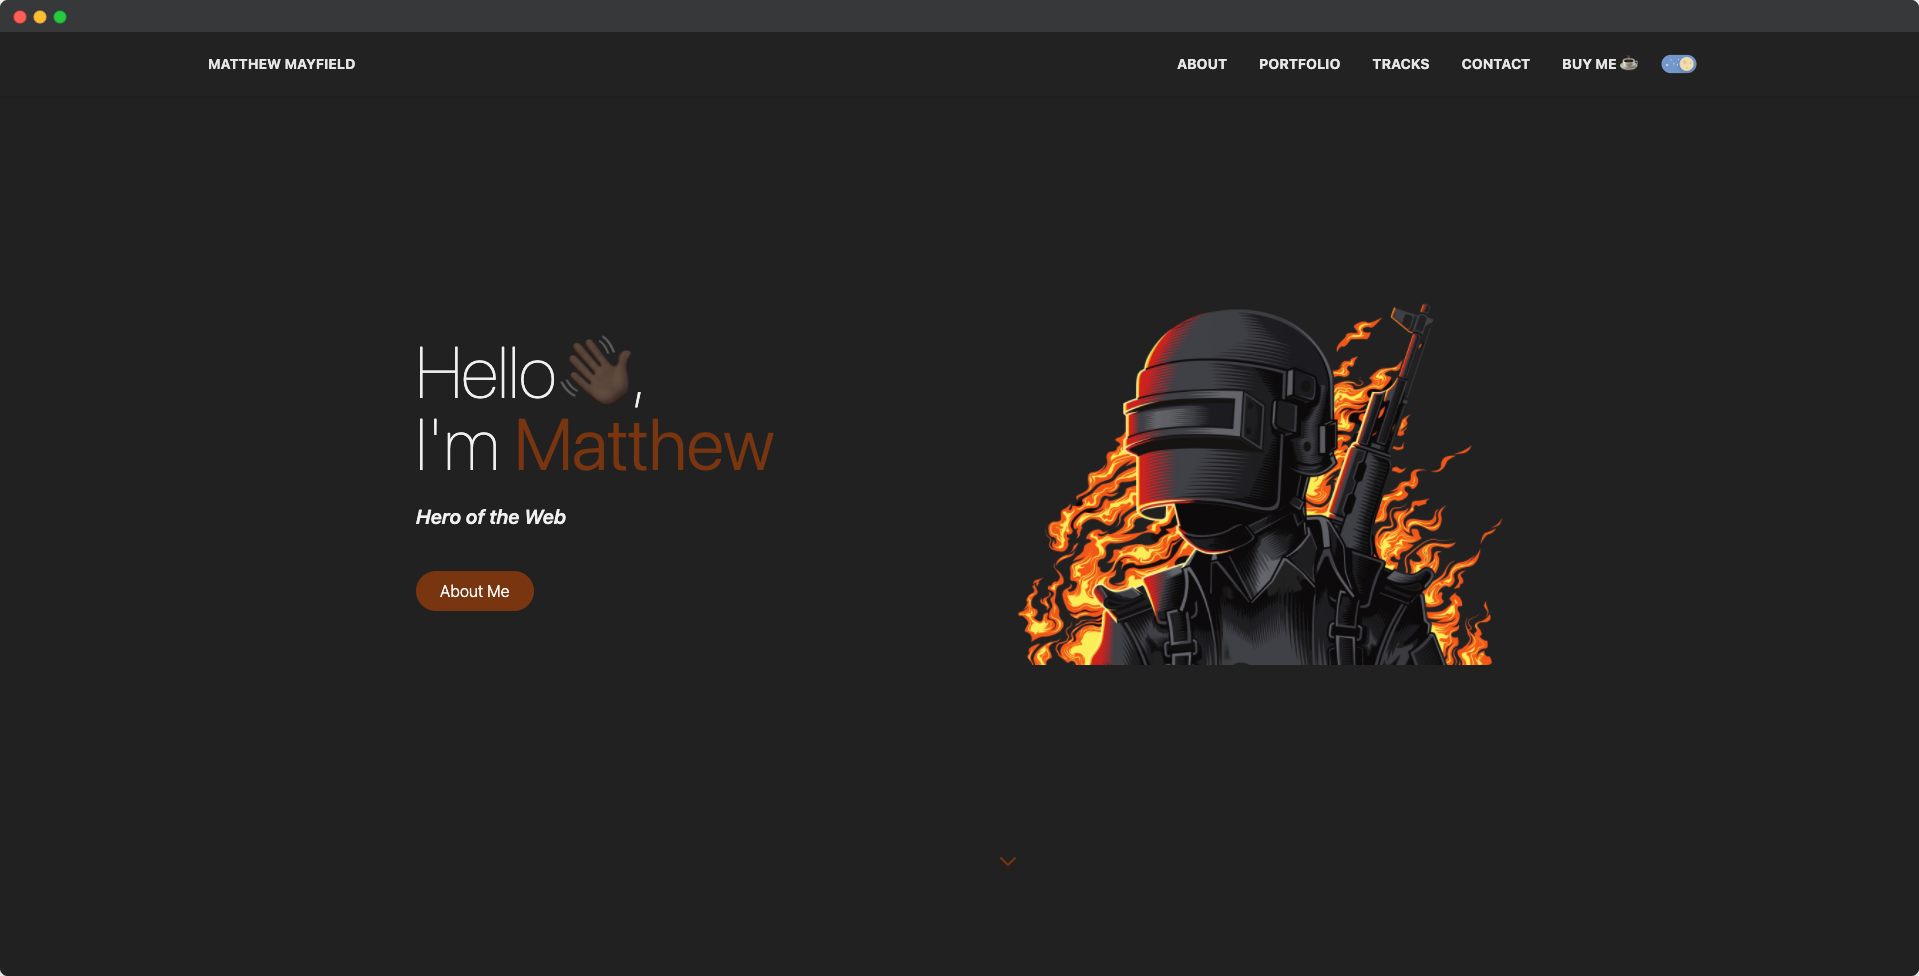 MATTHEW MAYFIELD
ABOUT
PORTFOLIO
TRACKS
CONTACT
BUY ME ☕
Hello👋🏿,
I'm Matthew
Hero of the Web
About Me